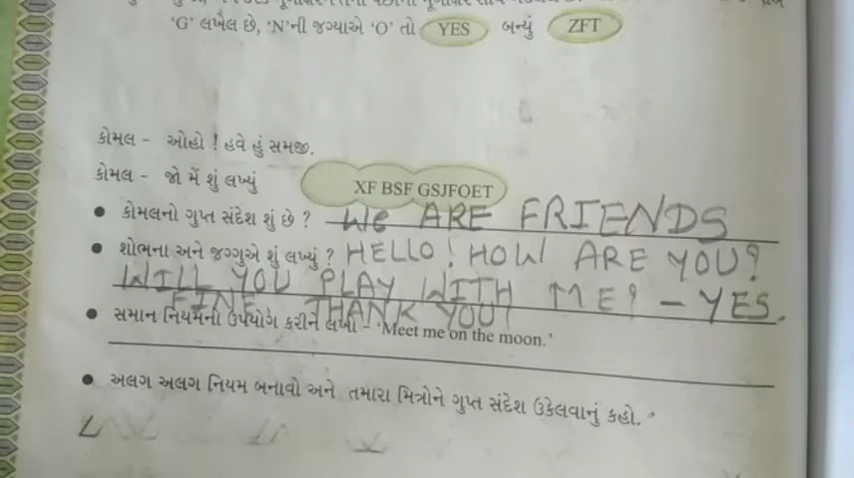 'G' લખેલ છે, 'N'ની જગ્યાએ 'O' તો YES બન્યું ZFT
કોમલ - ઓહો ! હવે હું સમજી.
કોમલ - જો મેં શું લખ્યું XF BSF GSJFOET
• કોમલનો ગુપ્ત સંદેશ શું છે ? We ARE FRIENDS
• શોભના અને જગ્ગુએ શું લખ્યું ? HELLO! HOW ARE YOU?
WILL YOU PLAY WITH ME? - YES.
FINE THANK YOU!
• સમાન નિયમનો ઉપયોગ કરીને લખો - 'Meet me on the moon.'
• અલગ અલગ નિયમ બનાવો અને તમારા મિત્રોને ગુપ્ત સંદેશ ઉકેલવાનું કહો.